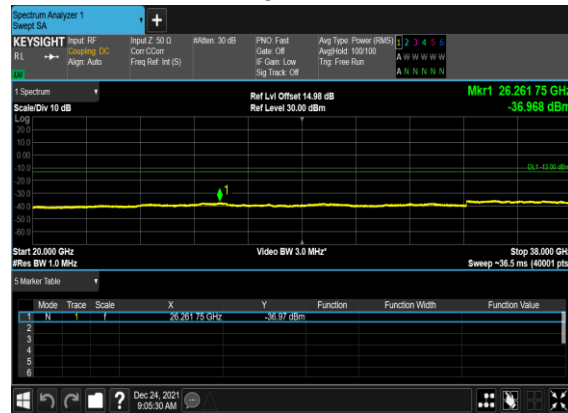 Spectrum Analyzer 1
Swept SA
+
KEYSIGHT Input: RF Input Z: 50 Ω #Atten: 30 dB PNO: Fast Avg Type: Power (RMS) 1 2 3 4 5 6
RL Coupling: DC Corr CCorr Gate: Off Avg|Hold: 100/100 A W W W W W
Align: Auto Freq Ref: Int (S) IF Gain: Low Trig: Free Run
LW Sig Track: Off A N N N N N
1 Spectrum Ref Lvl Offset 14.98 dB Mkr1 26.261 75 GHz
Scale/Div 10 dB Ref Level 30.00 dBm -36.968 dBm
Log
20.0
10.0
0.00
-10.0 DL1 -13.00 dBm
-20.0
-30.0 1
-40.0
-50.0
-60.0
Start 20.000 GHz Video BW 3.0 MHz* Stop 38.000 GHz
#Res BW 1.0 MHz Sweep ~36.5 ms (40001 pts)
5 Marker Table
Mode Trace Scale X Y Function Function Width Function Value
1 N 1 f 26.261 75 GHz -36.97 dBm
2
3
4
5
6
? Dec 24, 2021
9:05:30 AM